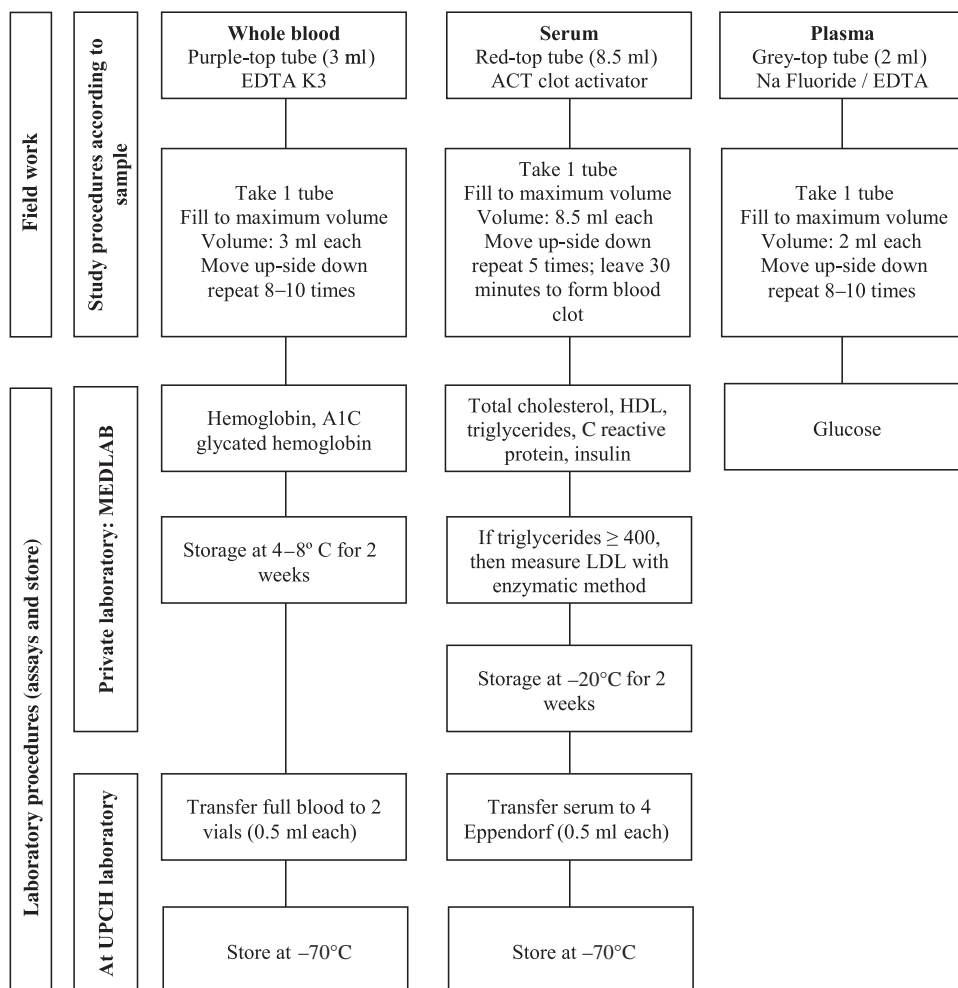 Field work
Study procedures according to
sample
Whole blood
Purple-top tube (3 ml)
EDTA K3
Serum
Red-top tube (8.5 ml)
ACT clot activator
Plasma
Grey-top tube (2 ml)
Na Fluoride / EDTA
Take 1 tube
Fill to maximum volume
Volume: 3 ml each
Move up-side down
repeat 8–10 times
Take 1 tube
Fill to maximum volume
Volume: 8.5 ml each
Move up-side down
repeat 5 times; leave 30
minutes to form blood
clot
Take 1 tube
Fill to maximum volume
Volume: 2 ml each
Move up-side down
repeat 8–10 times
Laboratory procedures (assays and store)
Private laboratory: MEDLAB
Hemoglobin, A1C
glycated hemoglobin
Total cholesterol, HDL,
triglycerides, C reactive
protein, insulin
Glucose
Storage at 4–8º C for 2
weeks
If triglycerides ≥ 400,
then measure LDL with
enzymatic method
Storage at –20°C for 2
weeks
At UPCH laboratory
Transfer full blood to 2
vials (0.5 ml each)
Transfer serum to 4
Eppendorf (0.5 ml each)
Store at –70°C
Store at –70°C